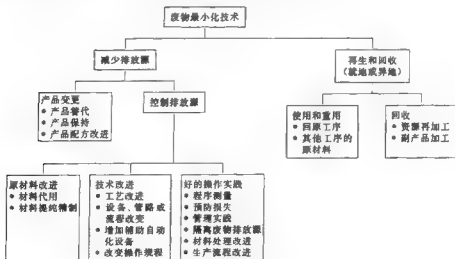 废物最小化技术
减少排放源
再生和回收
(就地或异地)
产品变更
• 产品替代
• 产品保持
• 产品配方改进
控制排放源
使用和重用
• 回原工序
• 其他工序的
原材料
回收
• 资源再加工
• 副产品加工
原材料改进
• 材料代用
• 材料提纯精制
技术改进
• 工艺改进
• 设备、管路或
流程改变
• 增加辅助自动
化设备
• 改变操作规程
好的操作实践
• 程序测量
• 预防损失
• 管理实践
• 隔离废物排放源
• 材料处理改进
• 生产流程改进